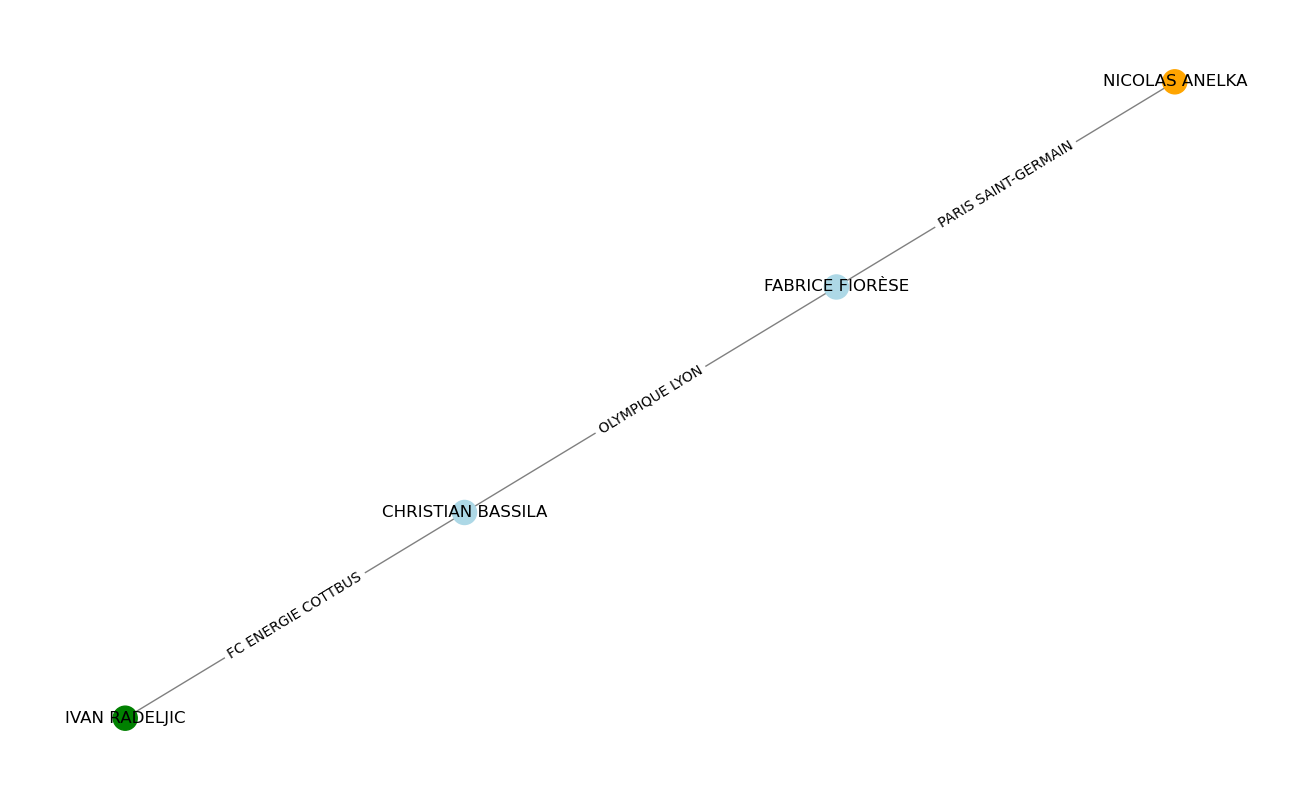 NICOLAS ANELKA
PARIS SAINT-GERMAIN
FABRICE FIORÈSE
OLYMPIQUE LYON
CHRISTIAN BASSILA
FC ENERGIE COTTBUS
IVAN RADELJIC